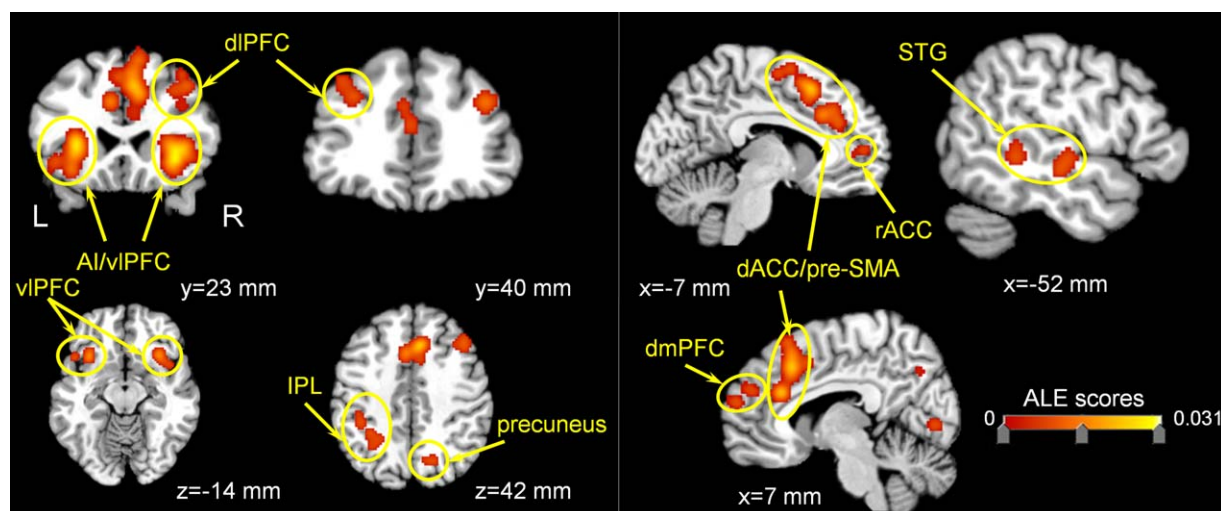 dlPFC
L
R
AI/vlPFC
y=23 mm
y=40 mm
vlPFC
IPL
precuneus
z=-14 mm
z=42 mm
STG
rACC
dACC/pre-SMA
x=-7 mm
x=-52 mm
dmPFC
ALE scores
0
0.031
x=7 mm